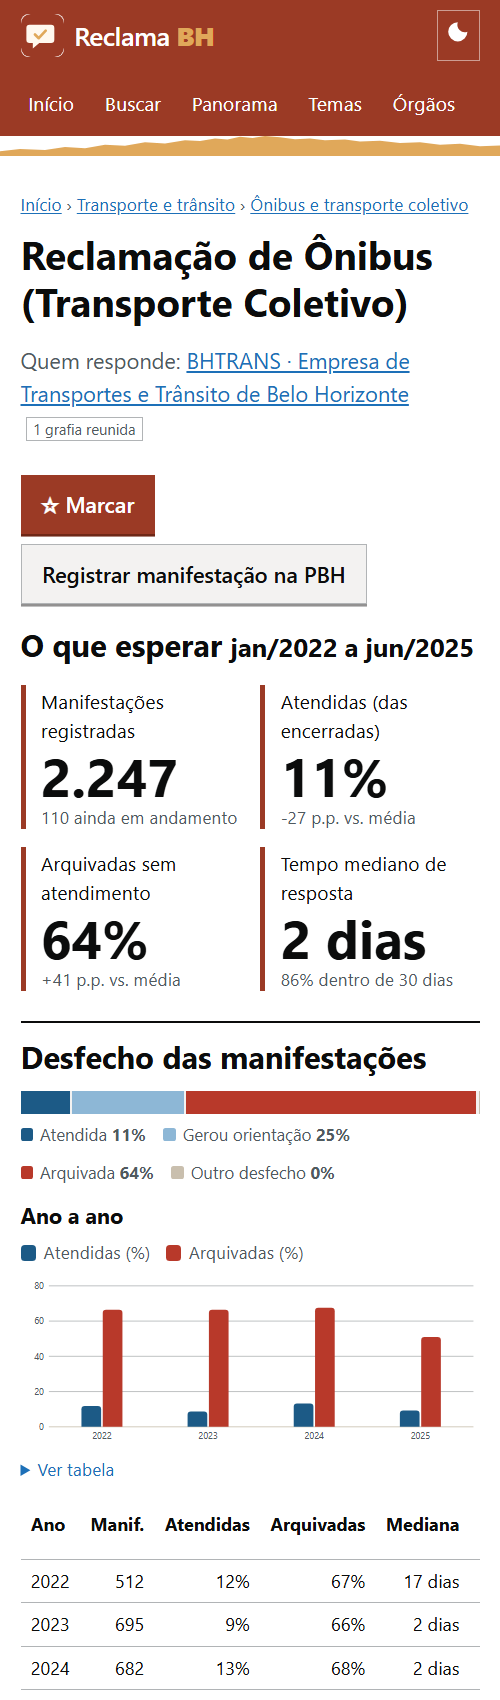 Reclama BH
Início Buscar Panorama Temas Órgãos
Início › Transporte e trânsito › Ônibus e transporte coletivo
Reclamação de Ônibus
(Transporte Coletivo)
Quem responde: BHTRANS · Empresa de
Transportes e Trânsito de Belo Horizonte
1 grafia reunida
☆ Marcar
Registrar manifestação na PBH
O que esperar jan/2022 a jun/2025
Manifestações
registradas
2.247
110 ainda em andamento
Atendidas (das
encerradas)
11%
-27 p.p. vs. média
Arquivadas sem
atendimento
64%
+41 p.p. vs. média
Tempo mediano de
resposta
2 dias
86% dentro de 30 dias
Desfecho das manifestações
Atendida 11% Gerou orientação 25%
Arquivada 64% Outro desfecho 0%
Ano a ano
Atendidas (%) Arquivadas (%)
80
60
40
20
0
2022 2023 2024 2025
▶ Ver tabela
Ano Manif. Atendidas Arquivadas Mediana
2022 512 12% 67% 17 dias
2023 695 9% 66% 2 dias
2024 682 13% 68% 2 dias